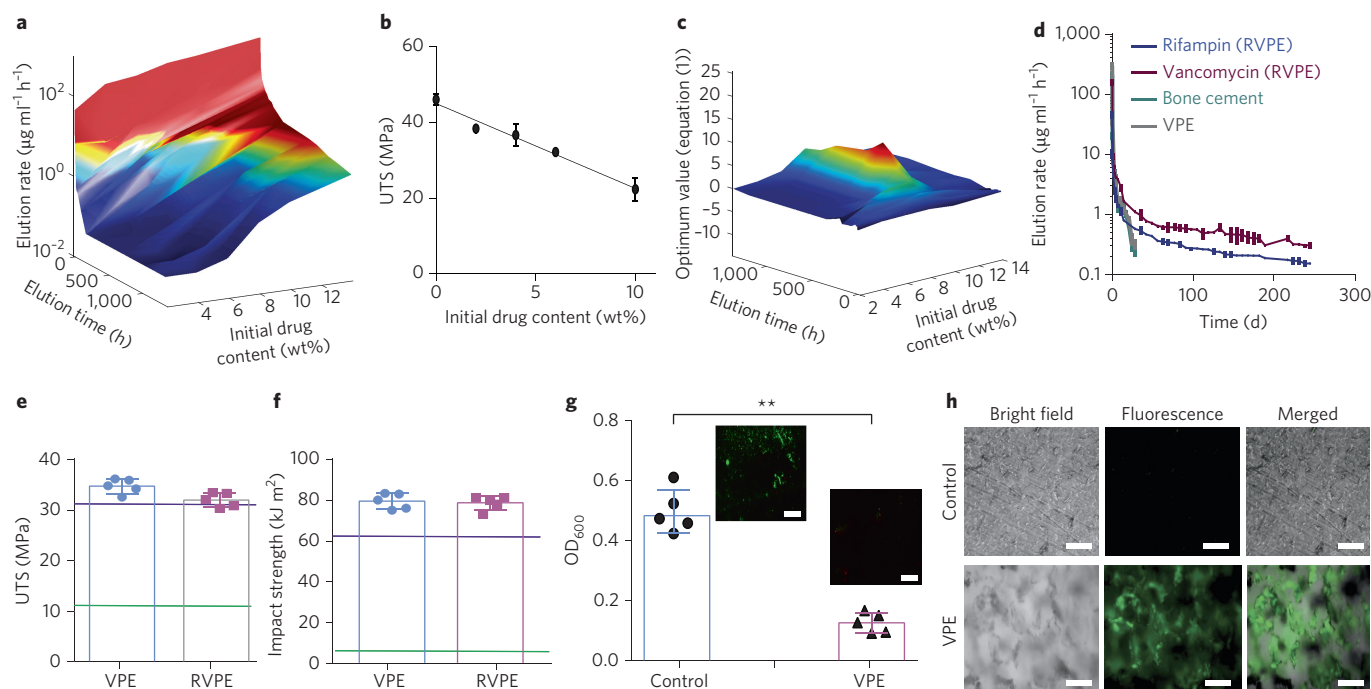 a
Elution rate (µg ml⁻¹ h⁻¹)
10²
10⁰
10⁻²
0
500
1,000
Elution time (h)
4
6
8
10
12
Initial drug
content (wt%)
b
UTS (MPa)
60
40
20
0
0
5
10
Initial drug content (wt%)
c
Optimum value (equation (1))
25
20
15
10
5
0
−5
−10
1,000
500
0
Elution time (h)
2
4
6
8
10
12
14
Initial drug
content (wt%)
d
Elution rate (µg ml⁻¹ h⁻¹)
1,000
100
10
1
0.1
Rifampin (RVPE)
Vancomycin (RVPE)
Bone cement
VPE
0
100
200
300
Time (d)
e
UTS (MPa)
40
30
20
10
0
VPE
RVPE
f
Impact strength (kJ m²)
100
80
60
40
20
0
VPE
RVPE
g
OD₆₀₀
0.8
0.6
0.4
0.2
0.0
**
Control
VPE
h
Bright field
Fluorescence
Merged
Control
VPE